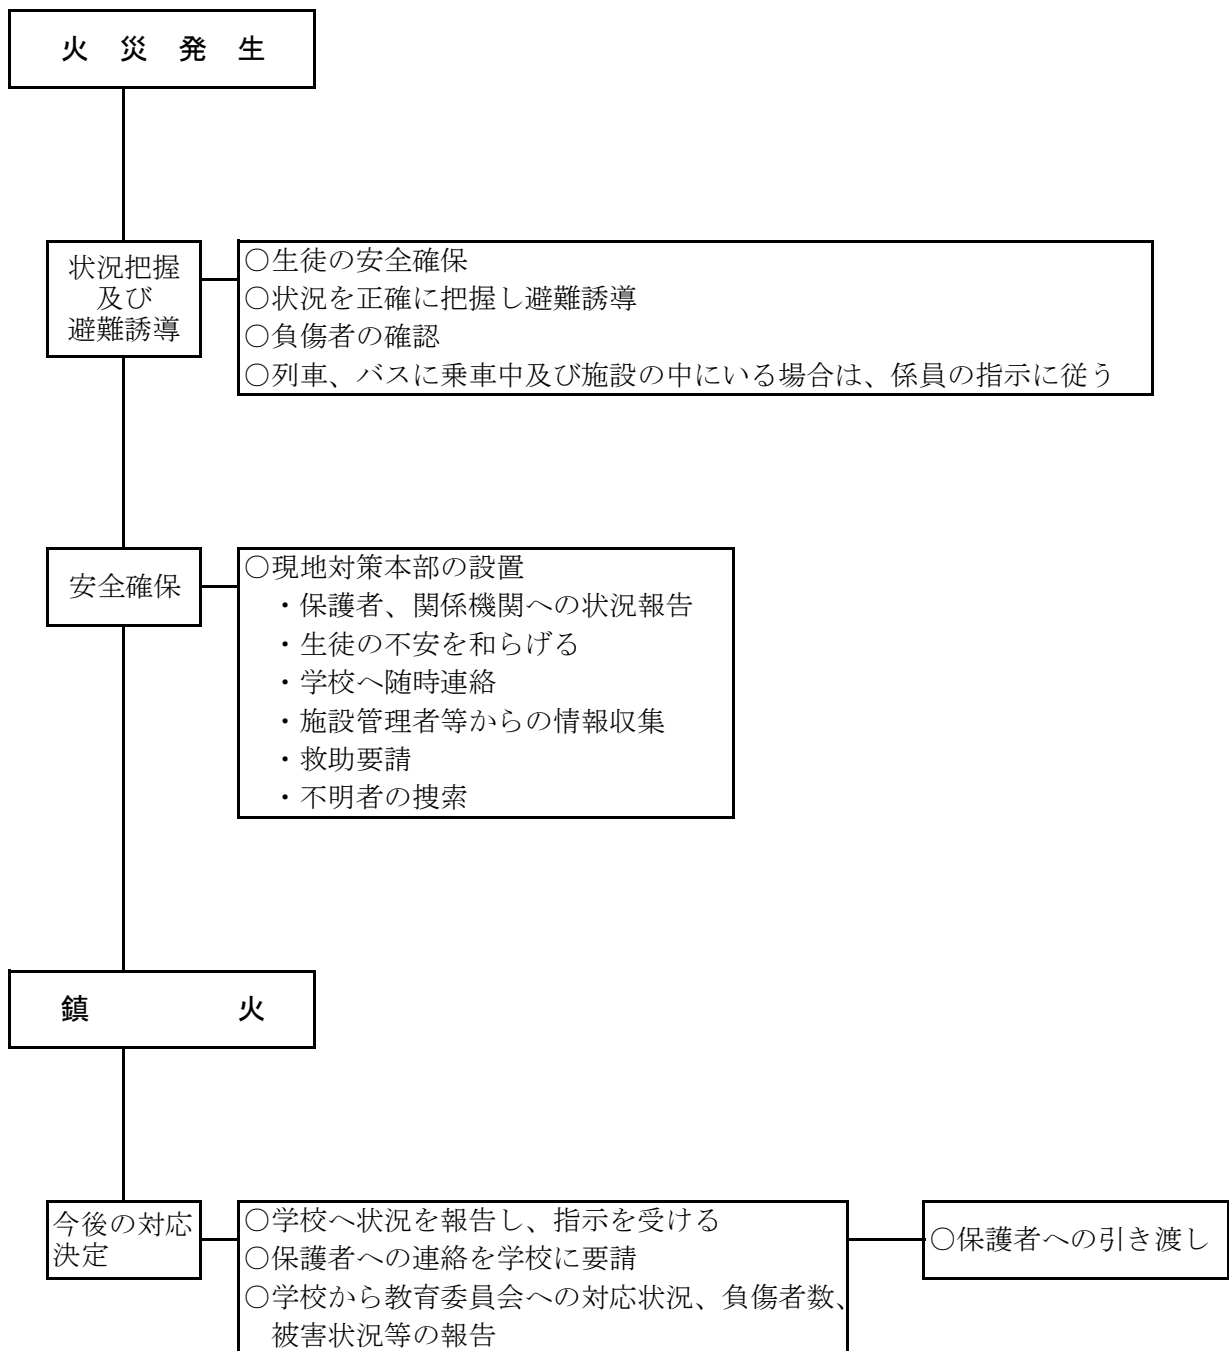 火災発生
状況把握
及び
避難誘導
○生徒の安全確保
○状況を正確に把握し避難誘導
○負傷者の確認
○列車、バスに乗車中及び施設の中にいる場合は、係員の指示に従う
安全確保
○現地対策本部の設置
・保護者、関係機関への状況報告
・生徒の不安を和らげる
・学校へ随時連絡
・施設管理者等からの情報収集
・救助要請
・不明者の捜索
鎮火
今後の対応
決定
○学校へ状況を報告し、指示を受ける
○保護者への連絡を学校に要請
○学校から教育委員会への対応状況、負傷者数、
被害状況等の報告
○保護者への引き渡し